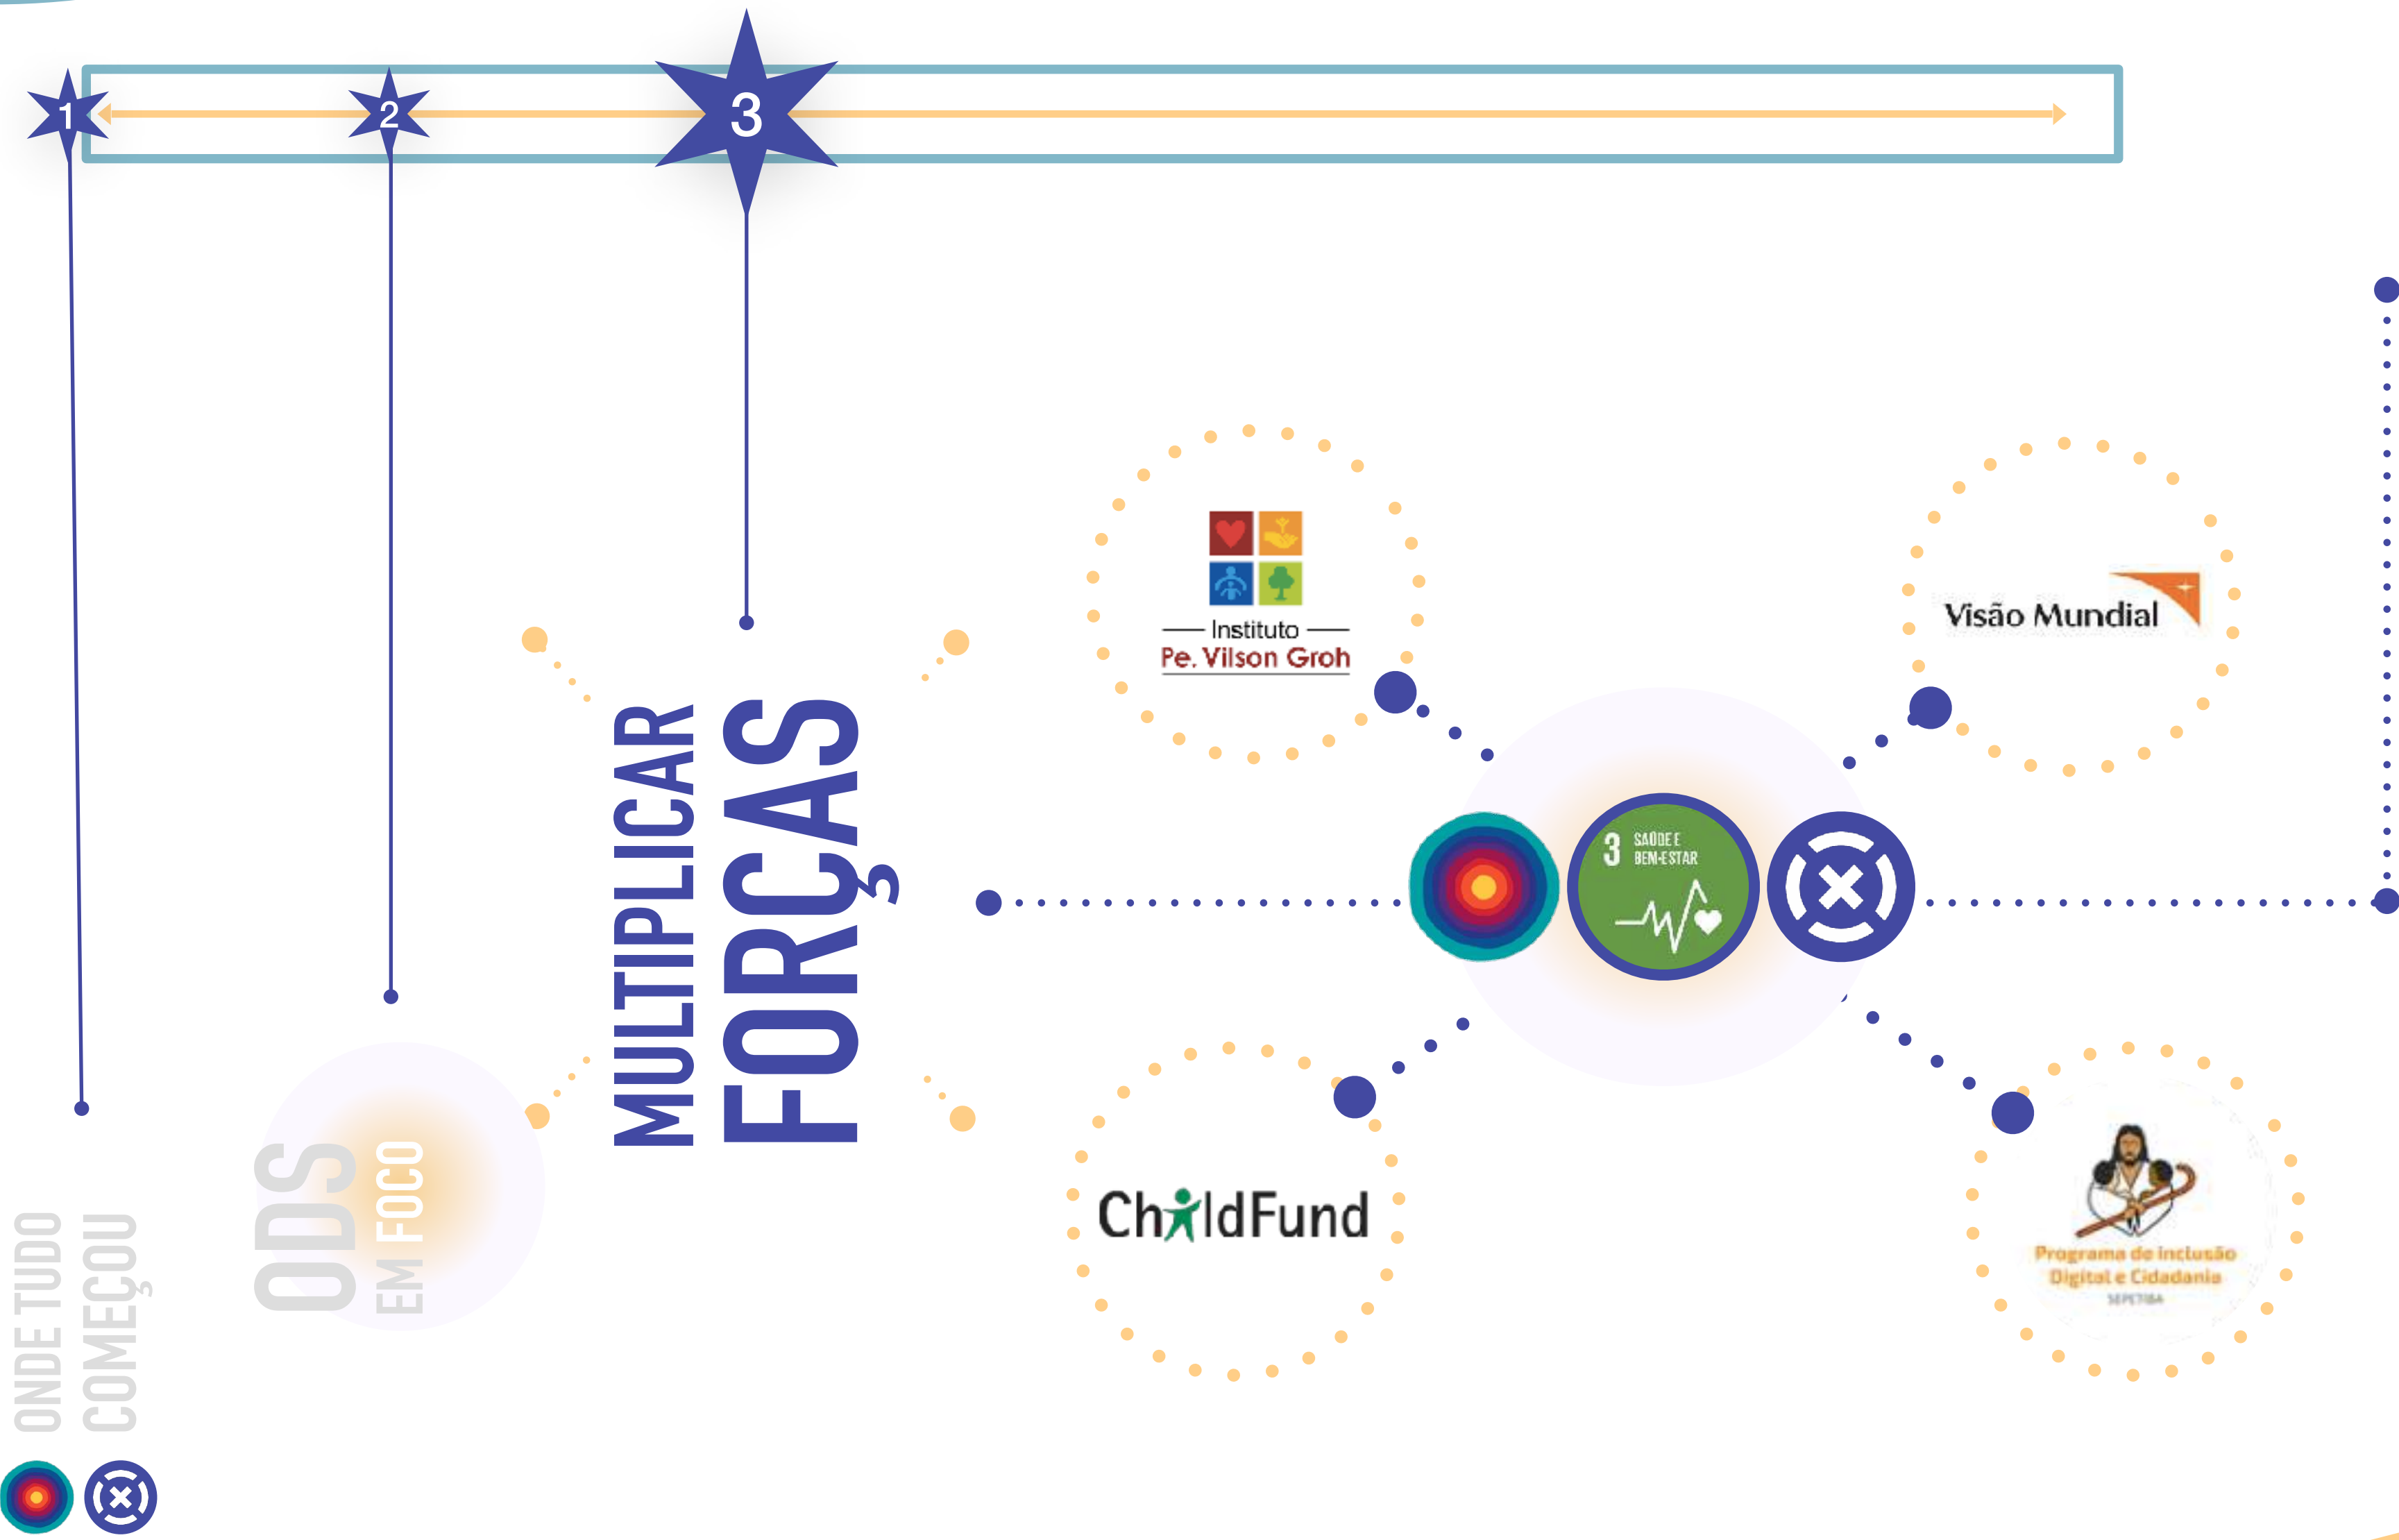 1
2
3
ONDE TUDO
COMEÇOU
ODS
EM FOCO
MULTIPLICAR
FORÇAS
Instituto
Pe. Vilson Groh
Visão Mundial
3 SAÚDE E
BEM-ESTAR
ChildFund
Programa de Inclusão
Digital e Cidadania
SEPETIBA